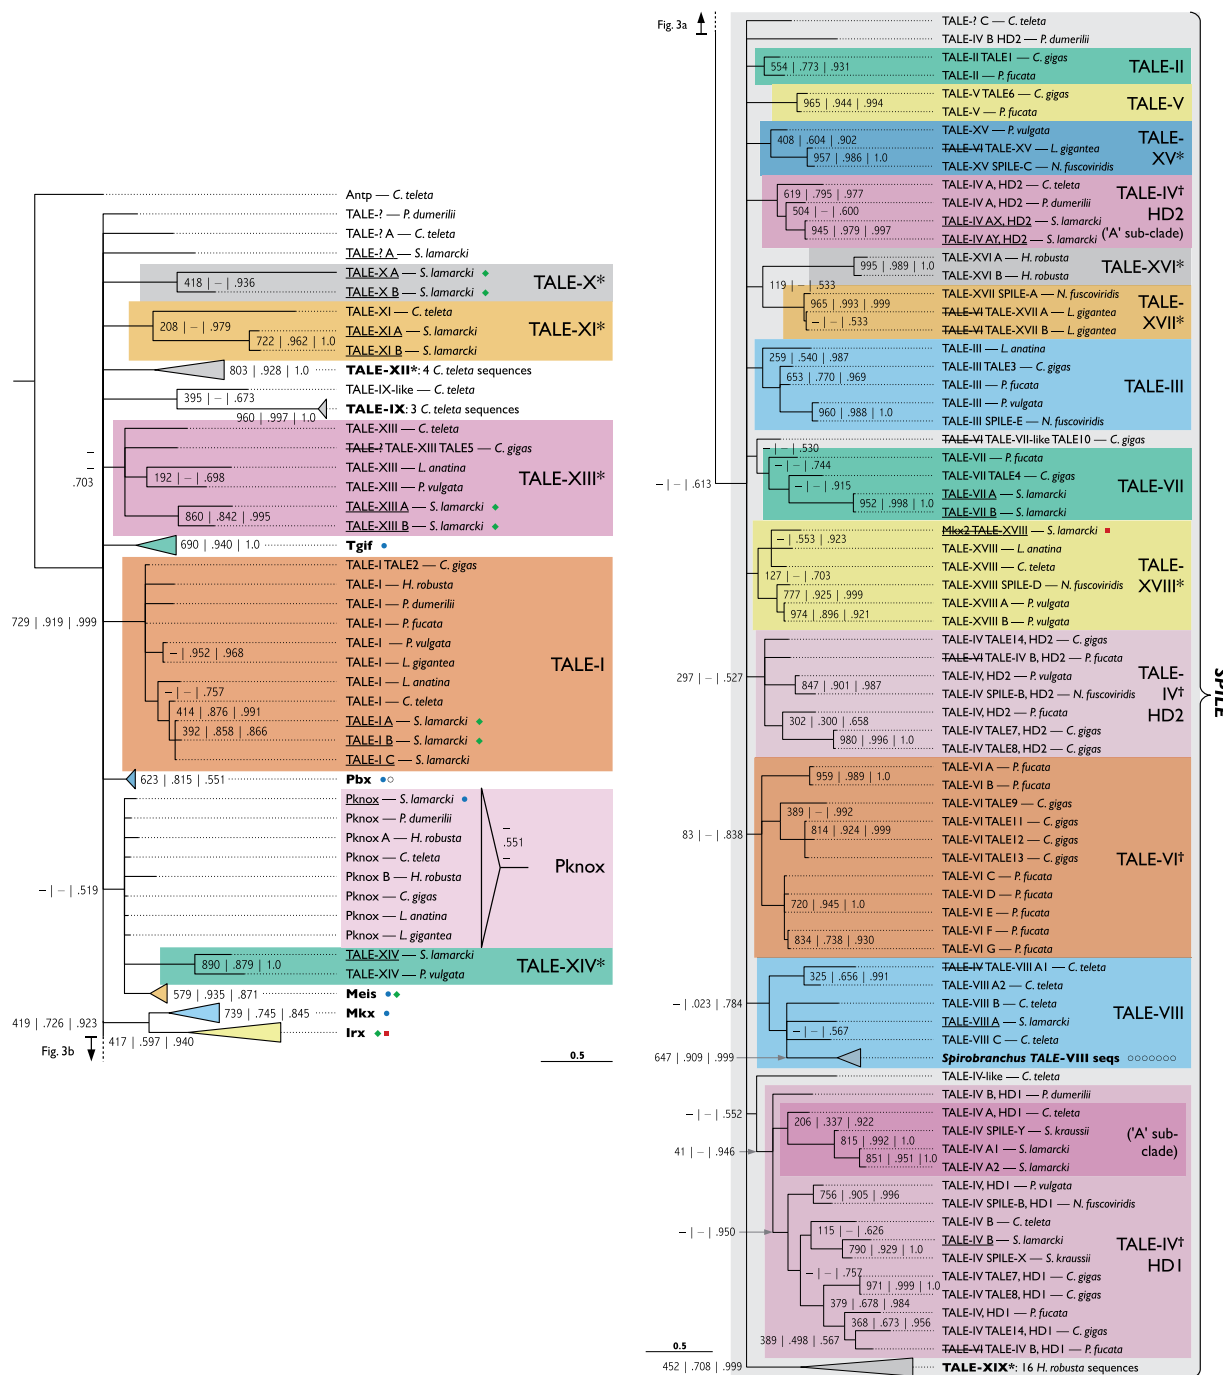 Antp — C. teleta
TALE-? — P. dumerilii
TALE-? A — C. teleta
TALE-? A — S. lamarcki
TALE-X A — S. lamarcki
418 | – | .936
TALE-X B — S. lamarcki
TALE-X*
TALE-XI — C. teleta
208 | – | .979
TALE-XI A — S. lamarcki
722 | .962 | 1.0
TALE-XI B — S. lamarcki
TALE-XI*
803 | .928 | 1.0
TALE-XII*: 4 C. teleta sequences
TALE-IX-like — C. teleta
395 | – | .673
TALE-IX: 3 C. teleta sequences
960 | .997 | 1.0
TALE-XIII — C. teleta
TALE-? TALE-XIII TALE5 — C. gigas
–
–
.703
TALE-XIII — L. anatina
192 | – | .698
TALE-XIII — P. vulgata
TALE-XIII*
TALE-XIII A — S. lamarcki
860 | .842 | .995
TALE-XIII B — S. lamarcki
690 | .940 | 1.0
Tgif
TALE-I TALE2 — C. gigas
TALE-I — H. robusta
TALE-I — P. dumerilii
729 | .919 | .999
TALE-I — P. fucata
TALE-I — P. vulgata
– | .952 | .968
TALE-I — L. gigantea
TALE-I
TALE-I — L. anatina
– | – | .757
TALE-I — C. teleta
414 | .876 | .991
TALE-I A — S. lamarcki
392 | .858 | .866
TALE-I B — S. lamarcki
TALE-I C — S. lamarcki
623 | .815 | .551
Pbx
Pknox — S. lamarcki
Pknox — P. dumerilii
Pknox A — H. robusta
–
.551
–
Pknox — C. teleta
Pknox
Pknox B — H. robusta
– | – | .519
Pknox — C. gigas
Pknox — L. anatina
Pknox — L. gigantea
TALE-XIV — S. lamarcki
890 | .879 | 1.0
TALE-XIV — P. vulgata
TALE-XIV*
579 | .935 | .871
Meis
739 | .745 | .845
Mkx
419 | .726 | .923
Irx
417 | .597 | .940
Fig. 3b
0.5
Fig. 3a
TALE-? C — C. teleta
TALE-IV B HD2 — P. dumerilii
TALE-II TALE1 — C. gigas
554 | .773 | .931
TALE-II — P. fucata
TALE-II
TALE-V TALE6 — C. gigas
965 | .944 | .994
TALE-V — P. fucata
TALE-V
TALE-XV — P. vulgata
408 | .604 | .902
TALE-VI TALE-XV — L. gigantea
957 | .986 | 1.0
TALE-XV SPILE-C — N. fuscoviridis
TALE-
XV*
TALE-IV A, HD2 — C. teleta
619 | .795 | .977
TALE-IV A, HD2 — P. dumerilii
504 | – | .600
TALE-IV AX, HD2 — S. lamarcki
945 | .979 | .997
TALE-IV AY, HD2 — S. lamarcki
TALE-IV†
HD2
('A' sub-clade)
TALE-XVI A — H. robusta
995 | .989 | 1.0
TALE-XVI B — H. robusta
TALE-XVI*
119 | – | .533
TALE-XVII SPILE-A — N. fuscoviridis
965 | .993 | .999
TALE-VI TALE-XVII A — L. gigantea
– | – | .533
TALE-VI TALE-XVII B — L. gigantea
TALE-
XVII*
TALE-III — L. anatina
259 | .540 | .987
TALE-III TALE3 — C. gigas
653 | .770 | .969
TALE-III — P. fucata
TALE-III
TALE-III — P. vulgata
960 | .988 | 1.0
TALE-III SPILE-E — N. fuscoviridis
TALE-VI TALE-VII-like TALE10 — C. gigas
– | – | .530
TALE-VII — P. fucata
– | – | .744
TALE-VII TALE4 — C. gigas
– | – | .915
TALE-VII
– | – | .613
TALE-VII A — S. lamarcki
952 | .998 | 1.0
TALE-VII B — S. lamarcki
Mkx2 TALE-XVIII — S. lamarcki
– | .553 | .923
TALE-XVIII — L. anatina
TALE-XVIII — C. teleta
127 | – | .703
TALE-XVIII SPILE-D — N. fuscoviridis
777 | .925 | .999
TALE-XVIII A — P. vulgata
974 | .896 | .921
TALE-XVIII B — P. vulgata
TALE-
XVIII*
TALE-IV TALE14, HD2 — C. gigas
TALE-VI TALE-IV B, HD2 — P. fucata
297 | – | .527
TALE-IV, HD2 — P. vulgata
847 | .901 | .987
TALE-IV SPILE-B, HD2 — N. fuscoviridis
TALE-IV, HD2 — P. fucata
302 | .300 | .658
TALE-IV TALE7, HD2 — C. gigas
980 | .996 | 1.0
TALE-IV TALE8, HD2 — C. gigas
TALE-
IV†
HD2
SPILE
TALE-VI A — P. fucata
959 | .989 | 1.0
TALE-VI B — P. fucata
TALE-VI TALE9 — C. gigas
389 | – | .992
TALE-VI TALE11 — C. gigas
814 | .924 | .999
83 | – | .838
TALE-VI TALE12 — C. gigas
TALE-VI TALE13 — C. gigas
TALE-VI†
TALE-VI C — P. fucata
TALE-VI D — P. fucata
720 | .945 | 1.0
TALE-VI E — P. fucata
TALE-VI F — P. fucata
834 | .738 | .930
TALE-VI G — P. fucata
TALE-IV TALE-VIII A1 — C. teleta
325 | .656 | .991
TALE-VIII A2 — C. teleta
– | .023 | .784
TALE-VIII B — C. teleta
TALE-VIII
TALE-VIII A — S. lamarcki
– | – | .567
TALE-VIII C — C. teleta
647 | .909 | .999
Spirobranchus TALE-VIII seqs
TALE-IV-like — C. teleta
TALE-IV B, HD1 — P. dumerilii
– | – | .552
TALE-IV A, HD1 — C. teleta
206 | .337 | .922
TALE-IV SPILE-Y — S. kraussii
815 | .992 | 1.0
41 | – | .946
TALE-IV A1 — S. lamarcki
851 | .951 | 1.0
TALE-IV A2 — S. lamarcki
('A' sub-
clade)
TALE-IV, HD1 — P. vulgata
756 | .905 | .996
TALE-IV SPILE-B, HD1 — N. fuscoviridis
TALE-IV B — C. teleta
– | – | .950
115 | – | .626
TALE-IV B — S. lamarcki
790 | .929 | 1.0
TALE-IV SPILE-X — S. kraussii
TALE-IV†
HD1
– | – | .757
TALE-IV TALE7, HD1 — C. gigas
971 | .999 | 1.0
TALE-IV TALE8, HD1 — C. gigas
379 | .678 | .984
TALE-IV, HD1 — P. fucata
368 | .673 | .956
TALE-IV TALE14, HD1 — C. gigas
389 | .498 | .567
TALE-VI TALE-IV B, HD1 — P. fucata
0.5
452 | .708 | .999
TALE-XIX*: 16 H. robusta sequences